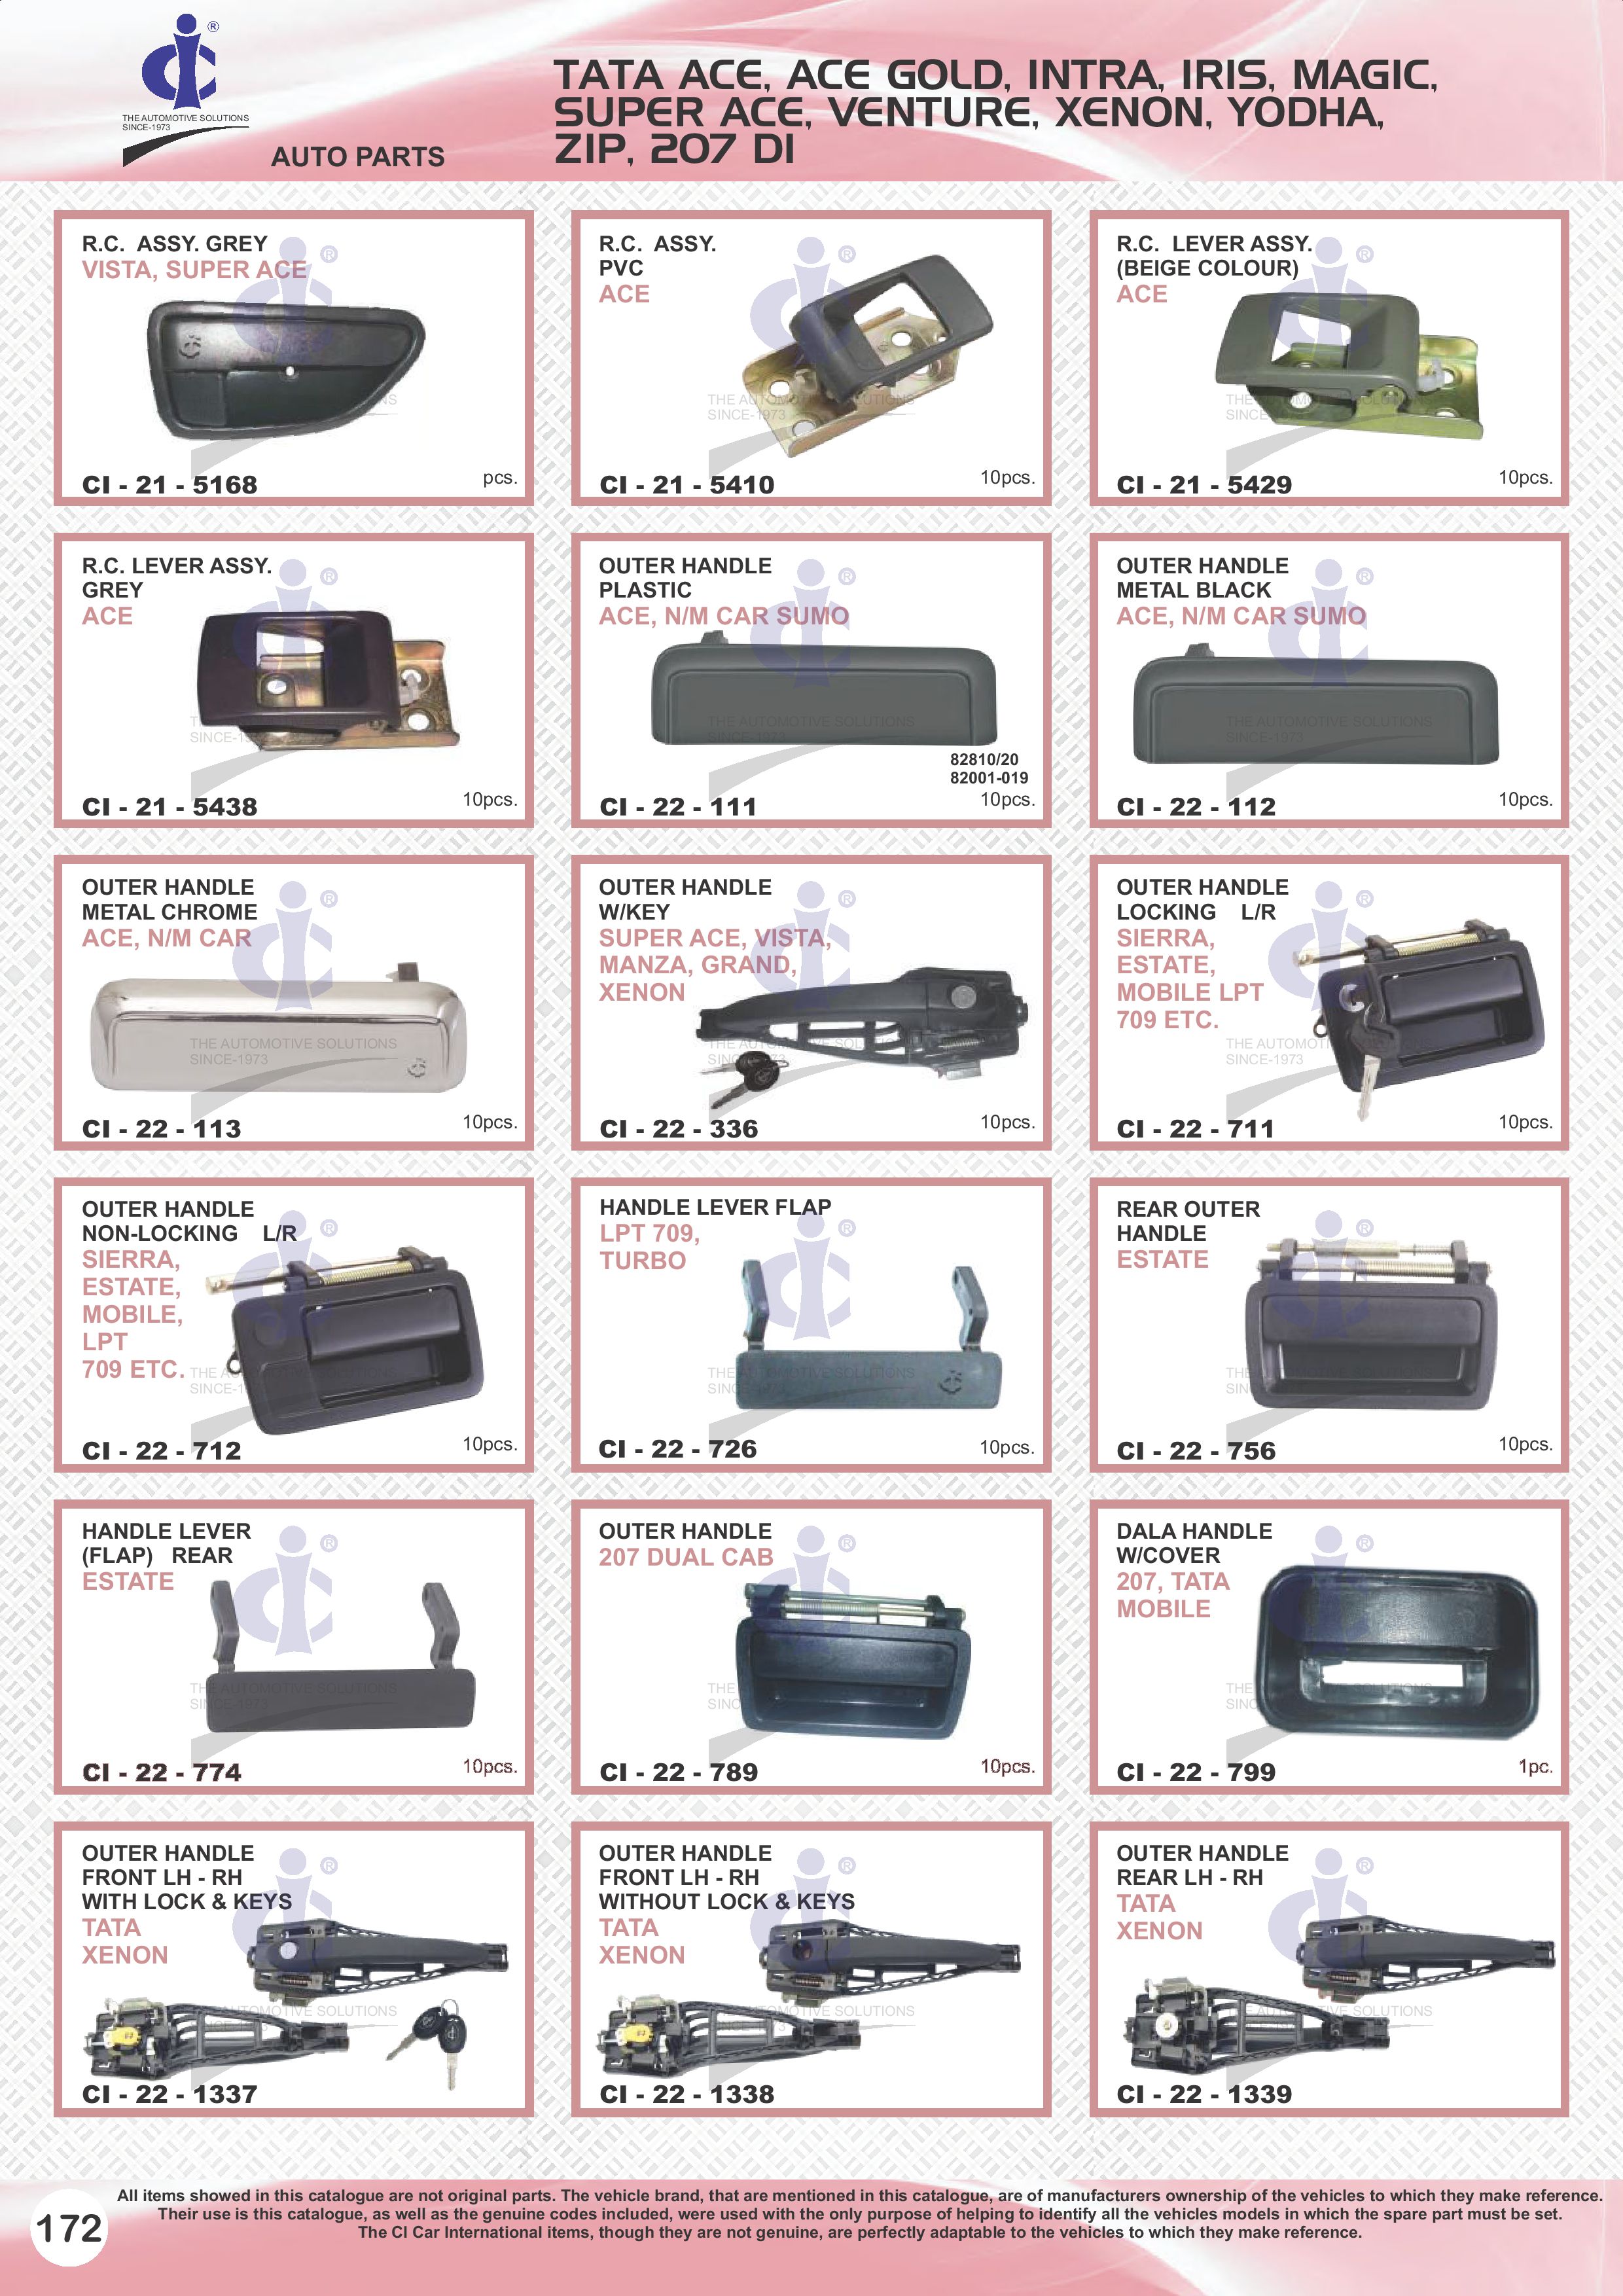 ®
THE AUTOMOTIVE SOLUTIONS
SINCE-1973
AUTO PARTS
TATA ACE, ACE GOLD, INTRA, IRIS, MAGIC,
SUPER ACE, VENTURE, XENON, YODHA,
ZIP, 207 DI
R.C. ASSY. GREY
VISTA, SUPER ACE
CI - 21 - 5168
pcs.
R.C. ASSY.
PVC
ACE
CI - 21 - 5410
10pcs.
R.C. LEVER ASSY.
(BEIGE COLOUR)
ACE
CI - 21 - 5429
10pcs.
R.C. LEVER ASSY.
GREY
ACE
CI - 21 - 5438
10pcs.
OUTER HANDLE
PLASTIC
ACE, N/M CAR SUMO
82810/20
82001-019
CI - 22 - 111
10pcs.
OUTER HANDLE
METAL BLACK
ACE, N/M CAR SUMO
CI - 22 - 112
10pcs.
OUTER HANDLE
METAL CHROME
ACE, N/M CAR
CI - 22 - 113
10pcs.
OUTER HANDLE
W/KEY
SUPER ACE, VISTA,
MANZA, GRAND,
XENON
CI - 22 - 336
10pcs.
OUTER HANDLE
LOCKING L/R
SIERRA,
ESTATE,
MOBILE LPT
709 ETC.
CI - 22 - 711
10pcs.
OUTER HANDLE
NON-LOCKING L/R
SIERRA,
ESTATE,
MOBILE,
LPT
709 ETC.
CI - 22 - 712
10pcs.
HANDLE LEVER FLAP
LPT 709,
TURBO
CI - 22 - 726
10pcs.
REAR OUTER
HANDLE
ESTATE
CI - 22 - 756
10pcs.
HANDLE LEVER
(FLAP) REAR
ESTATE
CI - 22 - 774
10pcs.
OUTER HANDLE
207 DUAL CAB
CI - 22 - 789
10pcs.
DALA HANDLE
W/COVER
207, TATA
MOBILE
CI - 22 - 799
1pc.
OUTER HANDLE
FRONT LH - RH
WITH LOCK & KEYS
TATA
XENON
CI - 22 - 1337
OUTER HANDLE
FRONT LH - RH
WITHOUT LOCK & KEYS
TATA
XENON
CI - 22 - 1338
OUTER HANDLE
REAR LH - RH
TATA
XENON
CI - 22 - 1339
All items showed in this catalogue are not original parts. The vehicle brand, that are mentioned in this catalogue, are of manufacturers ownership of the vehicles to which they make reference.
Their use is this catalogue, as well as the genuine codes included, were used with the only purpose of helping to identify all the vehicles models in which the spare part must be set.
The CI Car International items, though they are not genuine, are perfectly adaptable to the vehicles to which they make reference.
172